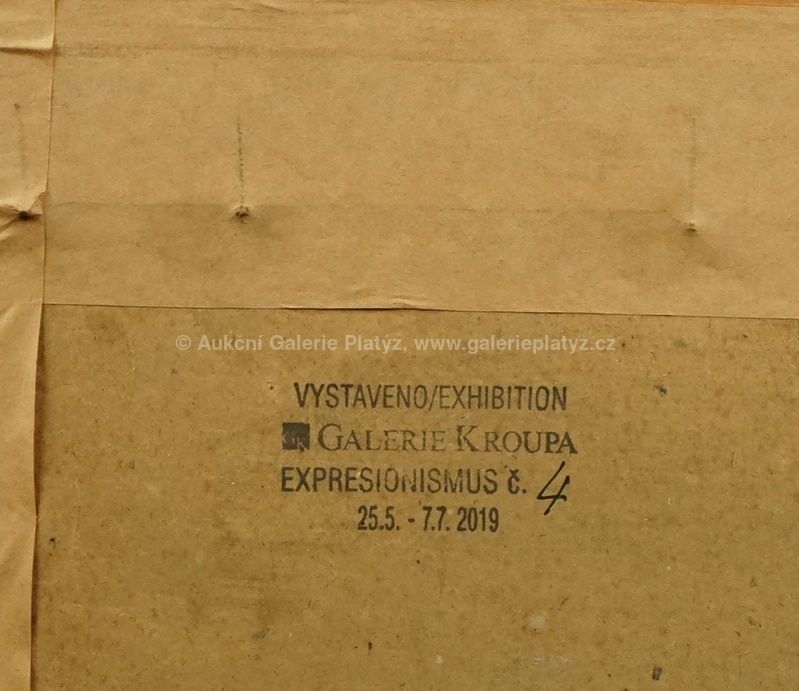 © Aukční Galerie Platýz, www.galerieplatyz.cz
VYSTAVENO/EXHIBITION
GALERIE KROUPA
EXPRESIONISMUS č. 4
25.5. - 7.7. 2019